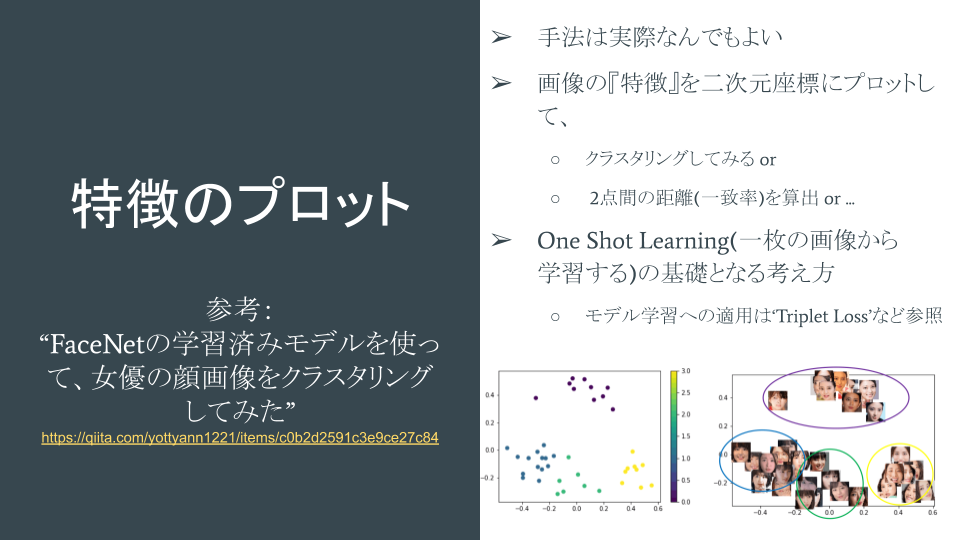 特徴のプロット
参考：
“FaceNetの学習済みモデルを使っ
て、女優の顔画像をクラスタリング
してみた”
https://qiita.com/yottyann1221/items/c0b2d2591c3e9ce27c84
➢ 手法は実際なんでもよい
➢ 画像の『特徴』を二次元座標にプロットし
て、
○ クラスタリングしてみる or
○ 2点間の距離(一致率)を算出 or ...
➢ One Shot Learning(一枚の画像から
学習する)の基礎となる考え方
○ モデル学習への適用は‘Triplet Loss’など参照
0.4
0.2
0.0
−0.2
−0.4 −0.2 0.0 0.2 0.4 0.6
3.0
2.5
2.0
1.5
1.0
0.5
0.0
0.4
0.2
0.0
−0.2
−0.4 −0.2 0.0 0.2 0.4 0.6